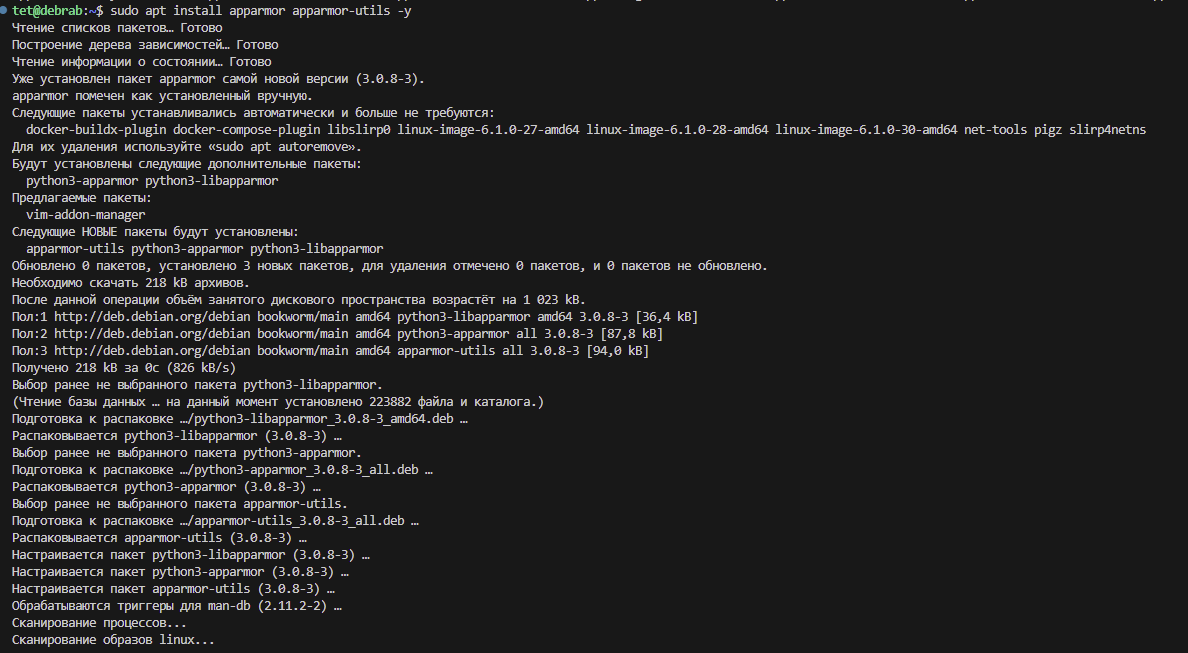 tet@debrab:~$ sudo apt install apparmor apparmor-utils -y
Чтение списков пакетов… Готово
Построение дерева зависимостей… Готово
Чтение информации о состоянии… Готово
Уже установлен пакет apparmor самой новой версии (3.0.8-3).
apparmor помечен как установленный вручную.
Следующие пакеты устанавливались автоматически и больше не требуются:
  docker-buildx-plugin docker-compose-plugin libslirp0 linux-image-6.1.0-27-amd64 linux-image-6.1.0-28-amd64 linux-image-6.1.0-30-amd64 net-tools pigz slirp4netns
Для их удаления используйте «sudo apt autoremove».
Будут установлены следующие дополнительные пакеты:
  python3-apparmor python3-libapparmor
Предлагаемые пакеты:
  vim-addon-manager
Следующие НОВЫЕ пакеты будут установлены:
  apparmor-utils python3-apparmor python3-libapparmor
Обновлено 0 пакетов, установлено 3 новых пакетов, для удаления отмечено 0 пакетов, и 0 пакетов не обновлено.
Необходимо скачать 218 kB архивов.
После данной операции объём занятого дискового пространства возрастёт на 1 023 kB.
Пол:1 http://deb.debian.org/debian bookworm/main amd64 python3-libapparmor amd64 3.0.8-3 [36,4 kB]
Пол:2 http://deb.debian.org/debian bookworm/main amd64 python3-apparmor all 3.0.8-3 [87,8 kB]
Пол:3 http://deb.debian.org/debian bookworm/main amd64 apparmor-utils all 3.0.8-3 [94,0 kB]
Получено 218 kB за 0с (826 kB/s)
Выбор ранее не выбранного пакета python3-libapparmor.
(Чтение базы данных … на данный момент установлено 223882 файла и каталога.)
Подготовка к распаковке …/python3-libapparmor_3.0.8-3_amd64.deb …
Распаковывается python3-libapparmor (3.0.8-3) …
Выбор ранее не выбранного пакета python3-apparmor.
Подготовка к распаковке …/python3-apparmor_3.0.8-3_all.deb …
Распаковывается python3-apparmor (3.0.8-3) …
Выбор ранее не выбранного пакета apparmor-utils.
Подготовка к распаковке …/apparmor-utils_3.0.8-3_all.deb …
Распаковывается apparmor-utils (3.0.8-3) …
Настраивается пакет python3-libapparmor (3.0.8-3) …
Настраивается пакет python3-apparmor (3.0.8-3) …
Настраивается пакет apparmor-utils (3.0.8-3) …
Обрабатываются триггеры для man-db (2.11.2-2) …
Сканирование процессов...
Сканирование образов linux...